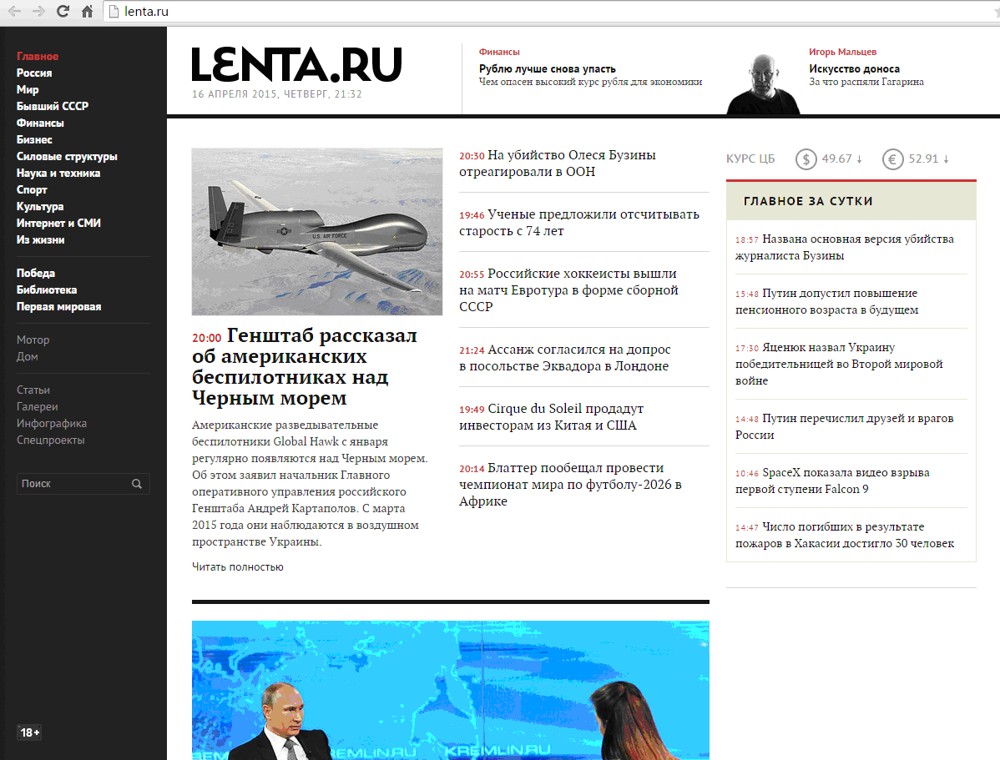 lenta.ru
Главное
Россия
Мир
Бывший СССР
Финансы
Бизнес
Силовые структуры
Наука и техника
Спорт
Культура
Интернет и СМИ
Из жизни
Победа
Библиотека
Первая мировая
Мотор
Дом
Статьи
Галереи
Инфографика
Спецпроекты
Поиск
18+
LENTA.RU
16 АПРЕЛЯ 2015, ЧЕТВЕРГ, 21:32
Финансы
Рублю лучше снова упасть
Чем опасен высокий курс рубля для экономики
Игорь Мальцев
Искусство доноса
За что распяли Гагарина
U.S. AIR FORCE
20:00 Генштаб рассказал
об американских
беспилотниках над
Черным морем
Американские разведывательные
беспилотники Global Hawk с января
регулярно появляются над Черным морем.
Об этом заявил начальник Главного
оперативного управления российского
Генштаба Андрей Картаполов. С марта
2015 года они наблюдаются в воздушном
пространстве Украины.
Читать полностью
20:30 На убийство Олеся Бузины
отреагировали в ООН
19:46 Ученые предложили отсчитывать
старость с 74 лет
20:55 Российские хоккеисты вышли
на матч Евротура в форме сборной
СССР
21:24 Ассанж согласился на допрос
в посольстве Эквадора в Лондоне
19:49 Cirque du Soleil продадут
инвесторам из Китая и США
20:14 Блаттер пообещал провести
чемпионат мира по футболу-2026 в
Африке
КУРС ЦБ $ 49.67 ↓ € 52.91 ↓
ГЛАВНОЕ ЗА СУТКИ
18:57 Названа основная версия убийства
журналиста Бузины
15:48 Путин допустил повышение
пенсионного возраста в будущем
17:30 Яценюк назвал Украину
победительницей во Второй мировой
войне
14:48 Путин перечислил друзей и врагов
России
10:46 SpaceX показала видео взрыва
первой ступени Falcon 9
14:47 Число погибших в результате
пожаров в Хакасии достигло 30 человек
KREMLIN.RU